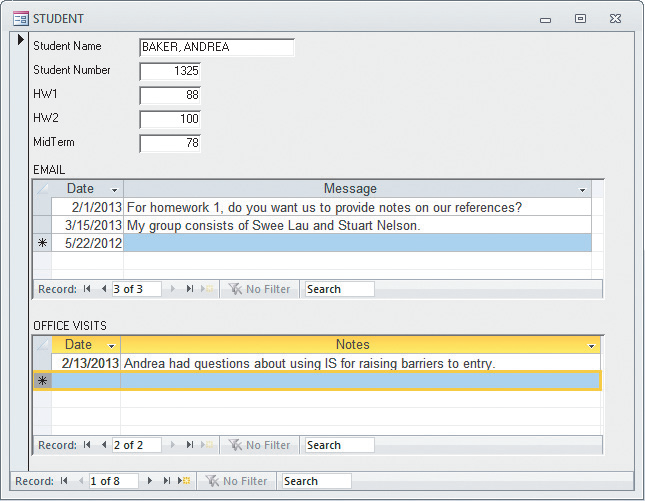 STUDENT
Student Name BAKER, ANDREA
Student Number 1325
HW1 88
HW2 100
MidTerm 78
EMAIL
Date Message
2/1/2013 For homework 1, do you want us to provide notes on our references?
3/15/2013 My group consists of Swee Lau and Stuart Nelson.
5/22/2012
Record: 3 of 3 No Filter Search
OFFICE VISITS
Date Notes
2/13/2013 Andrea had questions about using IS for raising barriers to entry.
Record: 2 of 2 No Filter Search
Record: 1 of 8 No Filter Search